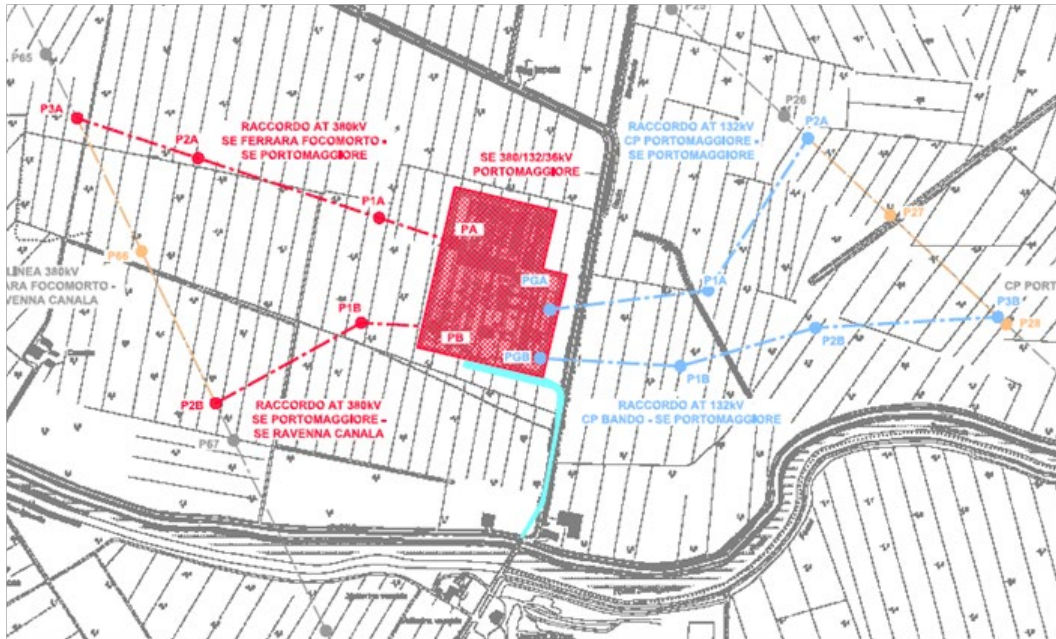 P25
P65
P3A
P26
P2A
RACCORDO AT 380kV
SE FERRARA FOCOMORTO -
SE PORTOMAGGIORE
P2A
RACCORDO AT 132kV
CP PORTOMAGGIORE -
SE PORTOMAGGIORE
SE 380/132/36kV
PORTOMAGGIORE
P1A
P27
PA
P66
LINEA 380kV
ARA FOCOMORTO -
AVENNA CANALA
PGA
P1A
CP PORT
P3B
P1B
PB
P28
P2B
PGB
P1B
P2B
RACCORDO AT 380kV
SE PORTOMAGGIORE -
SE RAVENNA CANALA
RACCORDO AT 132kV
CP BANDO - SE PORTOMAGGIORE
P67